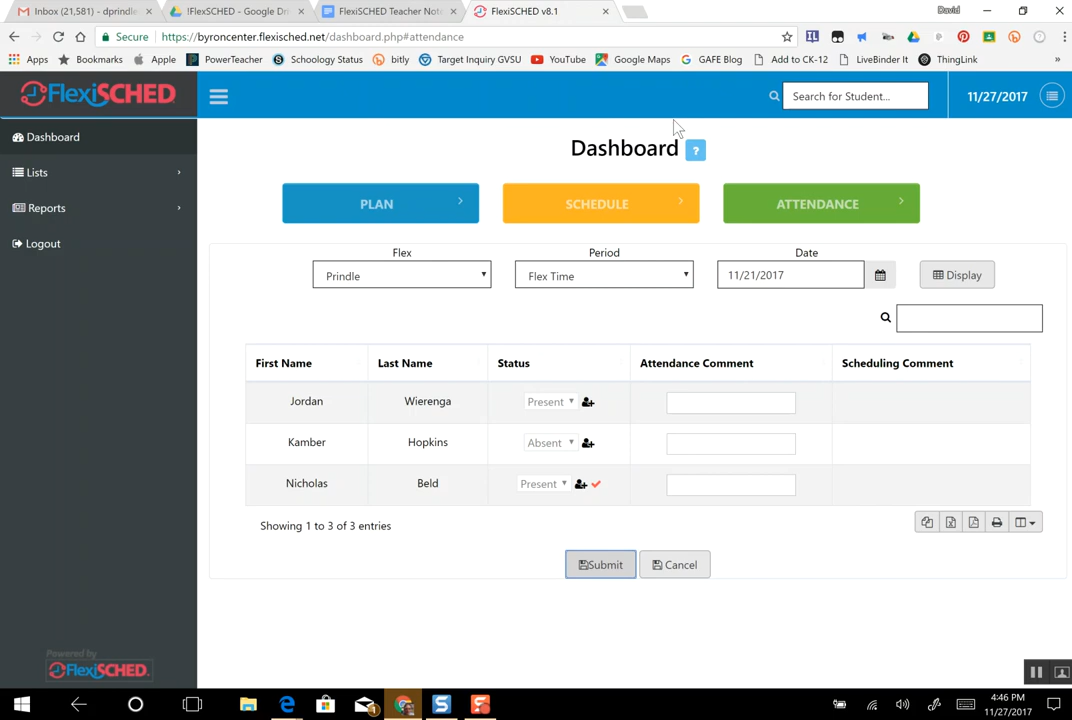 Inbox (21,581) - dprindle
!FlexSCHED - Google Dri
FlexiSCHED Teacher Not
FlexiSCHED v8.1
David
Secure https://byroncenter.flexisched.net/dashboard.php#attendance
Apps Bookmarks Apple PowerTeacher Schoology Status bitly Target Inquiry GVSU YouTube Google Maps GAFE Blog Add to CK-12 LiveBinder It ThingLink »
FlexiSCHED
Search for Student...
11/27/2017
Dashboard
Lists
Reports
Logout
Dashboard ?
PLAN
SCHEDULE
ATTENDANCE
Flex Period Date
Prindle Flex Time 11/21/2017 Display
First Name Last Name Status Attendance Comment Scheduling Comment
Jordan Wierenga Present
Kamber Hopkins Absent
Nicholas Beld Present
Showing 1 to 3 of 3 entries
Submit Cancel
Powered by
FlexiSCHED.
4:46 PM
11/27/2017